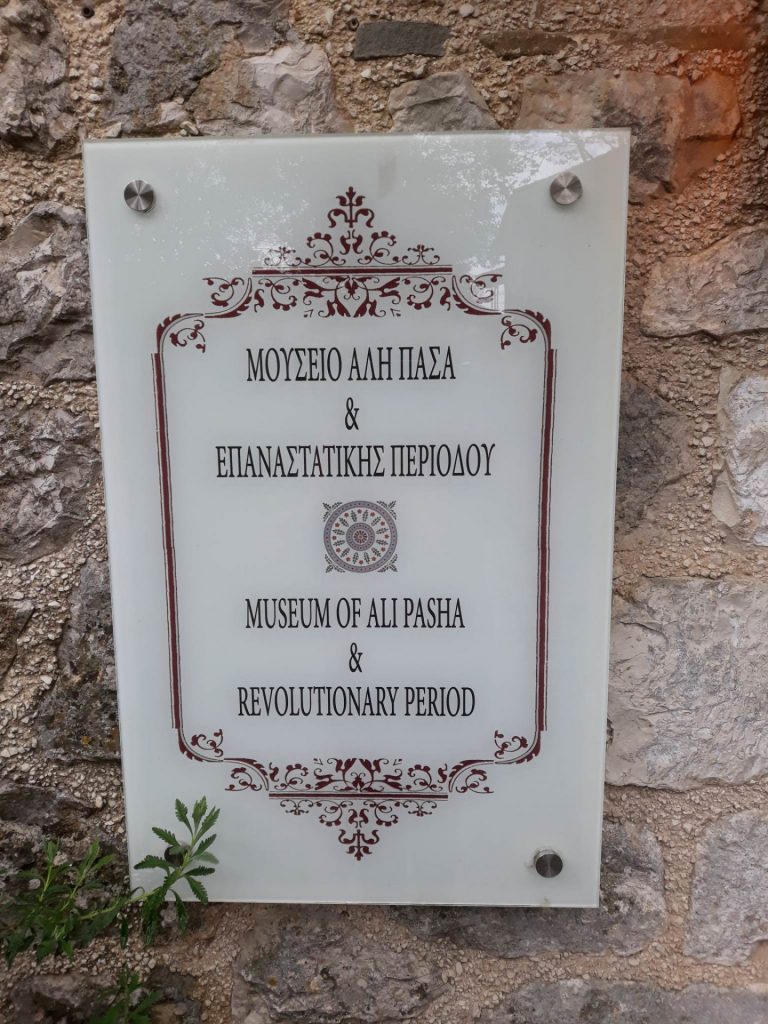 ΜΟΥΣΕΙΟ ΑΛΗ ΠΑΣΑ
&
ΕΠΑΝΑΣΤΑΤΙΚΗΣ ΠΕΡΙΟΔΟΥ
MUSEUM OF ALI PASHA
&
REVOLUTIONARY PERIOD